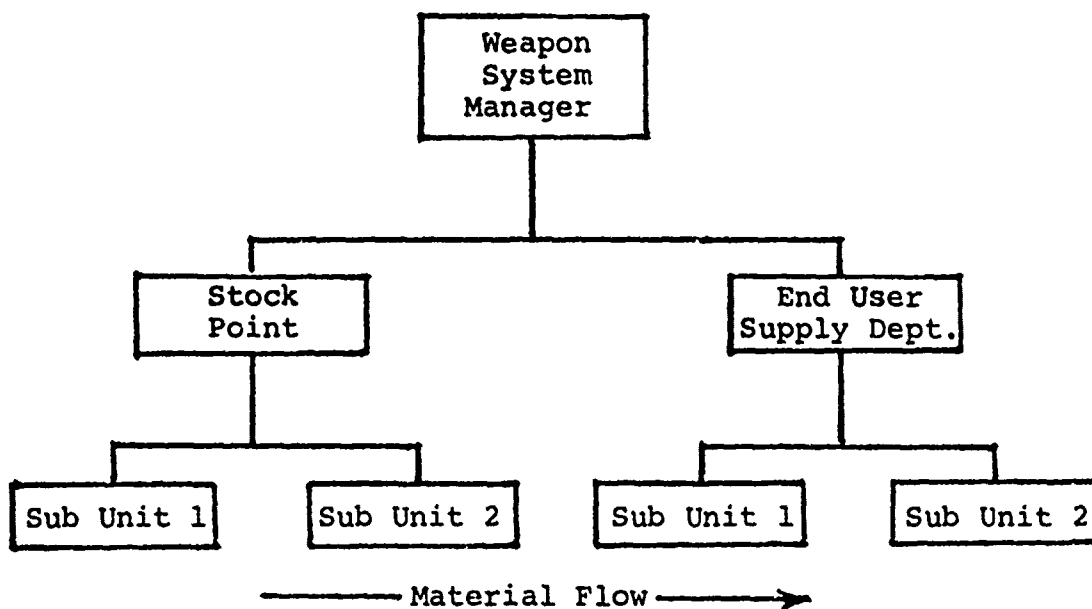 Weapon
System
Manager
Stock
Point
End User
Supply Dept.
Sub Unit 1
Sub Unit 2
Sub Unit 1
Sub Unit 2
Material Flow